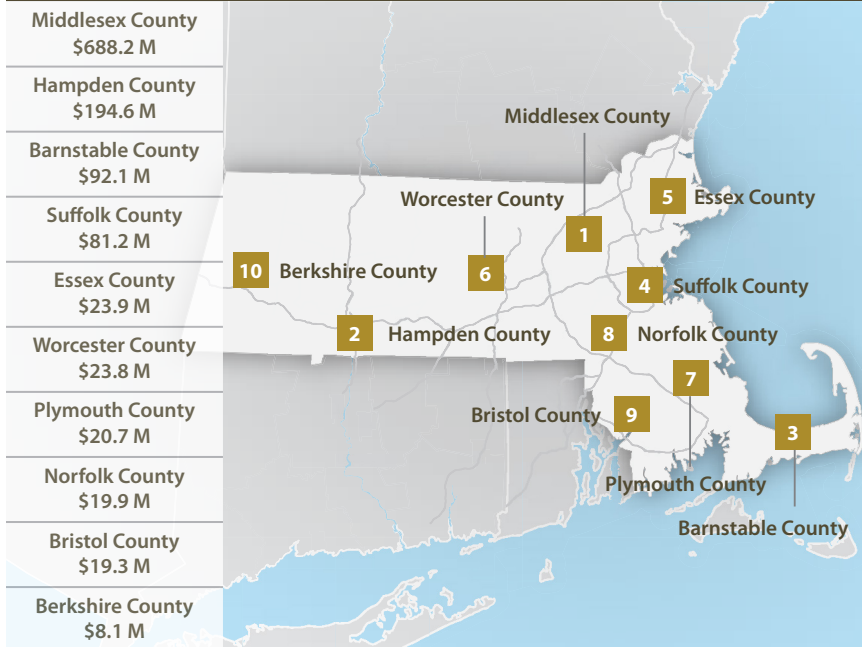 Middlesex County
$688.2 M
Hampden County
$194.6 M
Barnstable County
$92.1 M
Suffolk County
$81.2 M
Essex County
$23.9 M
Worcester County
$23.8 M
Plymouth County
$20.7 M
Norfolk County
$19.9 M
Bristol County
$19.3 M
Berkshire County
$8.1 M
Middlesex County
Worcester County
5 Essex County
1
10 Berkshire County
6
4 Suffolk County
2 Hampden County
8 Norfolk County
7
Bristol County 9
3
Plymouth County
Barnstable County